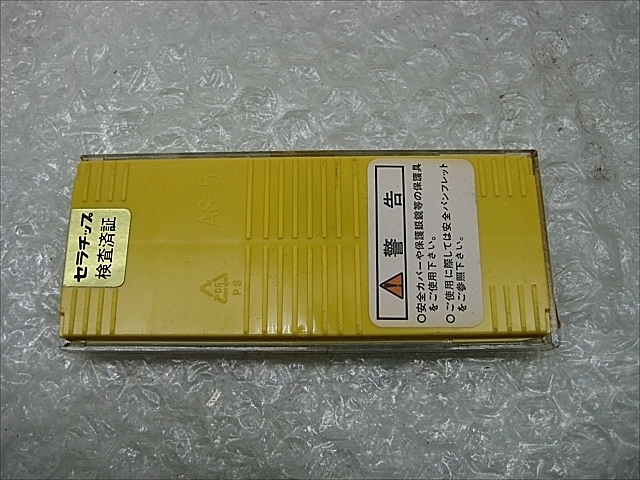 セラチップ
検査済証
AS-5
06
PS
警告
○安全カバーや保護眼鏡等の保護具
をご使用下さい。
○ご使用に際しては安全パンフレット
をご参照下さい。